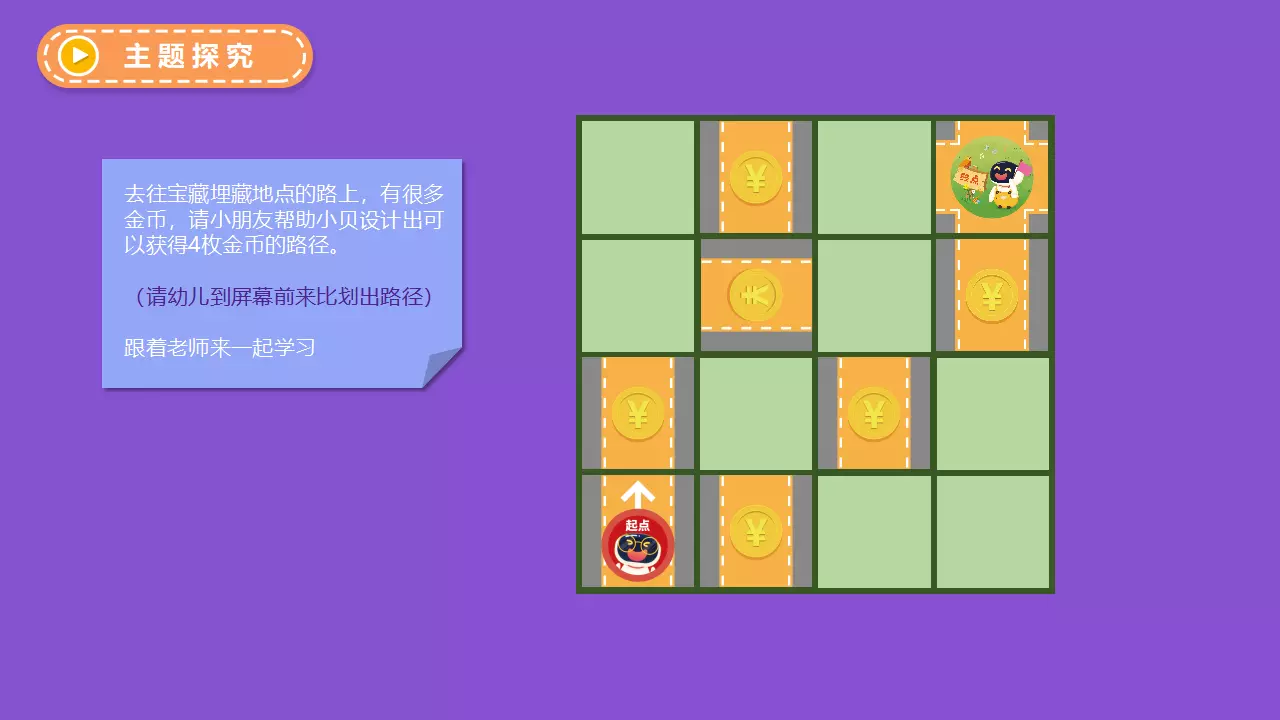 主题探究
去往宝藏埋藏地点的路上，有很多
金币，请小朋友帮助小贝设计出可
以获得4枚金币的路径。
（请幼儿到屏幕前来比划出路径）
跟着老师来一起学习
¥
终点
¥
¥
¥
¥
起点
¥